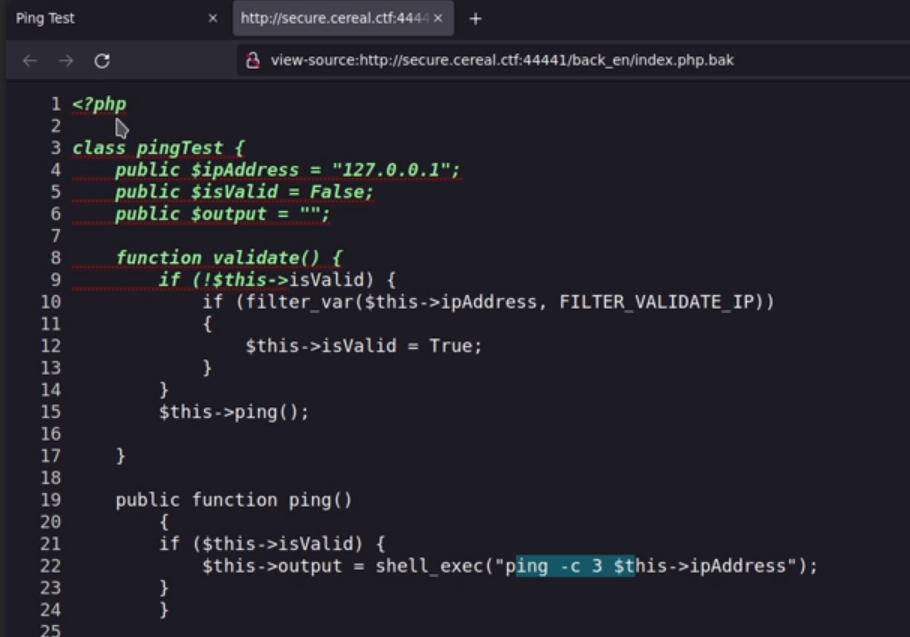 Ping Test × http://secure.cereal.ctf:4444 × +
view-source:http://secure.cereal.ctf:44441/back_en/index.php.bak
1 <?php
2
3 class pingTest {
4 public $ipAddress = "127.0.0.1";
5 public $isValid = False;
6 public $output = "";
7
8 function validate() {
9 if (!$this->isValid) {
10 if (filter_var($this->ipAddress, FILTER_VALIDATE_IP))
11 {
12 $this->isValid = True;
13 }
14 }
15 $this->ping();
16
17 }
18
19 public function ping()
20 {
21 if ($this->isValid) {
22 $this->output = shell_exec("ping -c 3 $this->ipAddress");
23 }
24 }
25